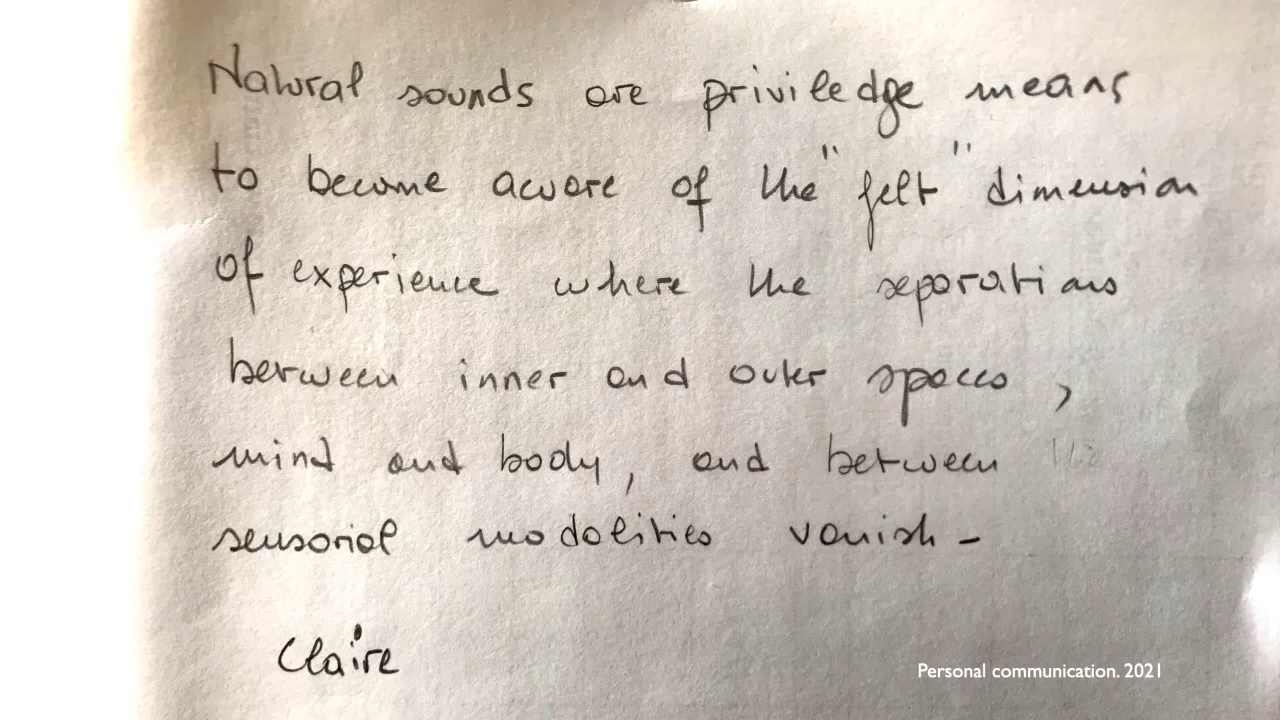 Natural sounds are priviledge means
to become aware of the "felt" dimension
of experience where the separations
between inner and outer spaces,
mind and body, and between
sensorial modalities vanish -
Claire
Personal communication. 2021